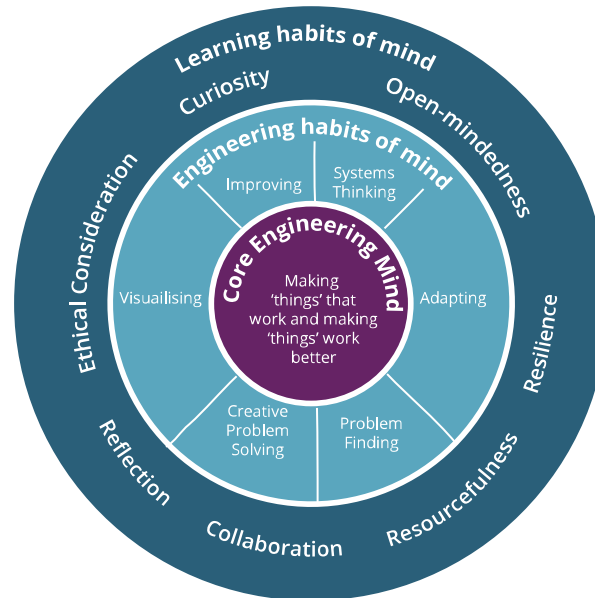 Learning habits of mind
Curiosity
Open-mindedness
Resilience
Resourcefulness
Collaboration
Reflection
Ethical Consideration
Engineering habits of mind
Improving
Systems
Thinking
Adapting
Problem
Finding
Creative
Problem
Solving
Visuailising
Core Engineering Mind
Making
‘things’ that
work and making
‘things’ work
better